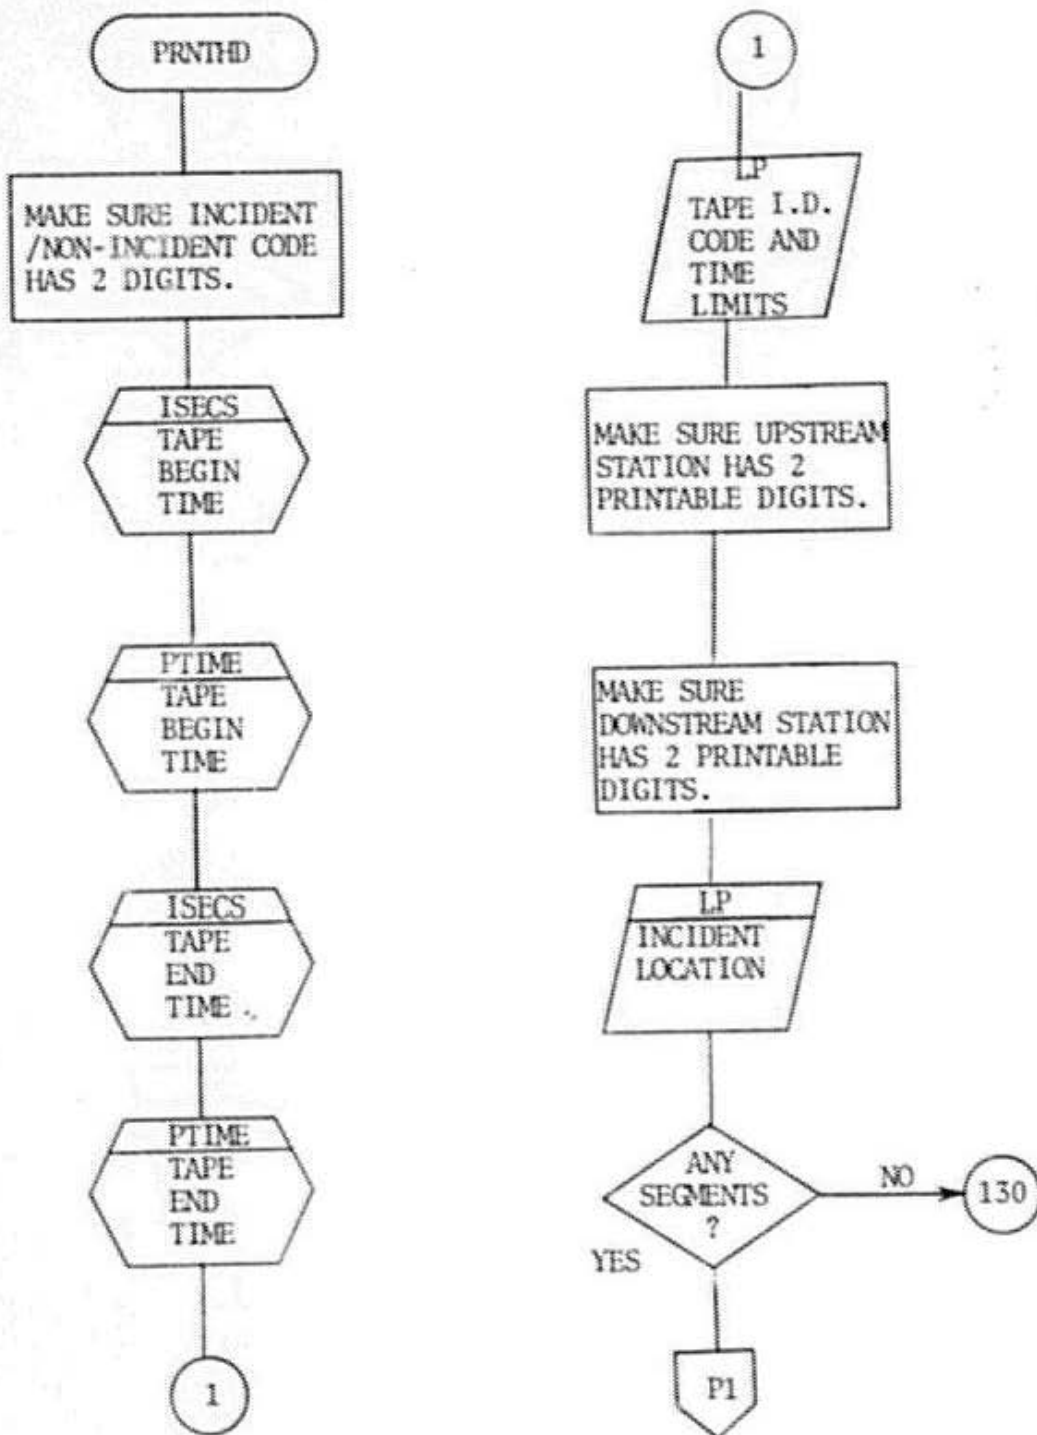 PRNTHD
MAKE SURE INCIDENT
/NON-INCIDENT CODE
HAS 2 DIGITS.
ISECS
TAPE
BEGIN
TIME
PTIME
TAPE
BEGIN
TIME
ISECS
TAPE
END
TIME
PTIME
TAPE
END
TIME
1
1
LP
TAPE I.D.
CODE AND
TIME
LIMITS
MAKE SURE UPSTREAM
STATION HAS 2
PRINTABLE DIGITS.
MAKE SURE
DOWNSTREAM STATION
HAS 2 PRINTABLE
DIGITS.
LP
INCIDENT
LOCATION
ANY
SEGMENTS
?
NO
130
YES
P1